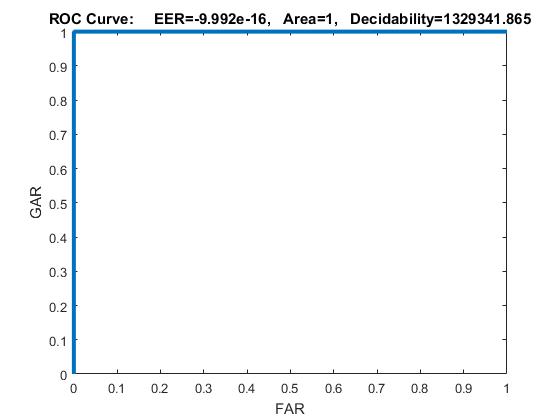 ROC Curve: EER=-9.992e-16, Area=1, Decidability=1329341.865
1
0.9
0.8
0.7
0.6
0.5
0.4
0.3
0.2
0.1
0
GAR
0 0.1 0.2 0.3 0.4 0.5 0.6 0.7 0.8 0.9 1
FAR